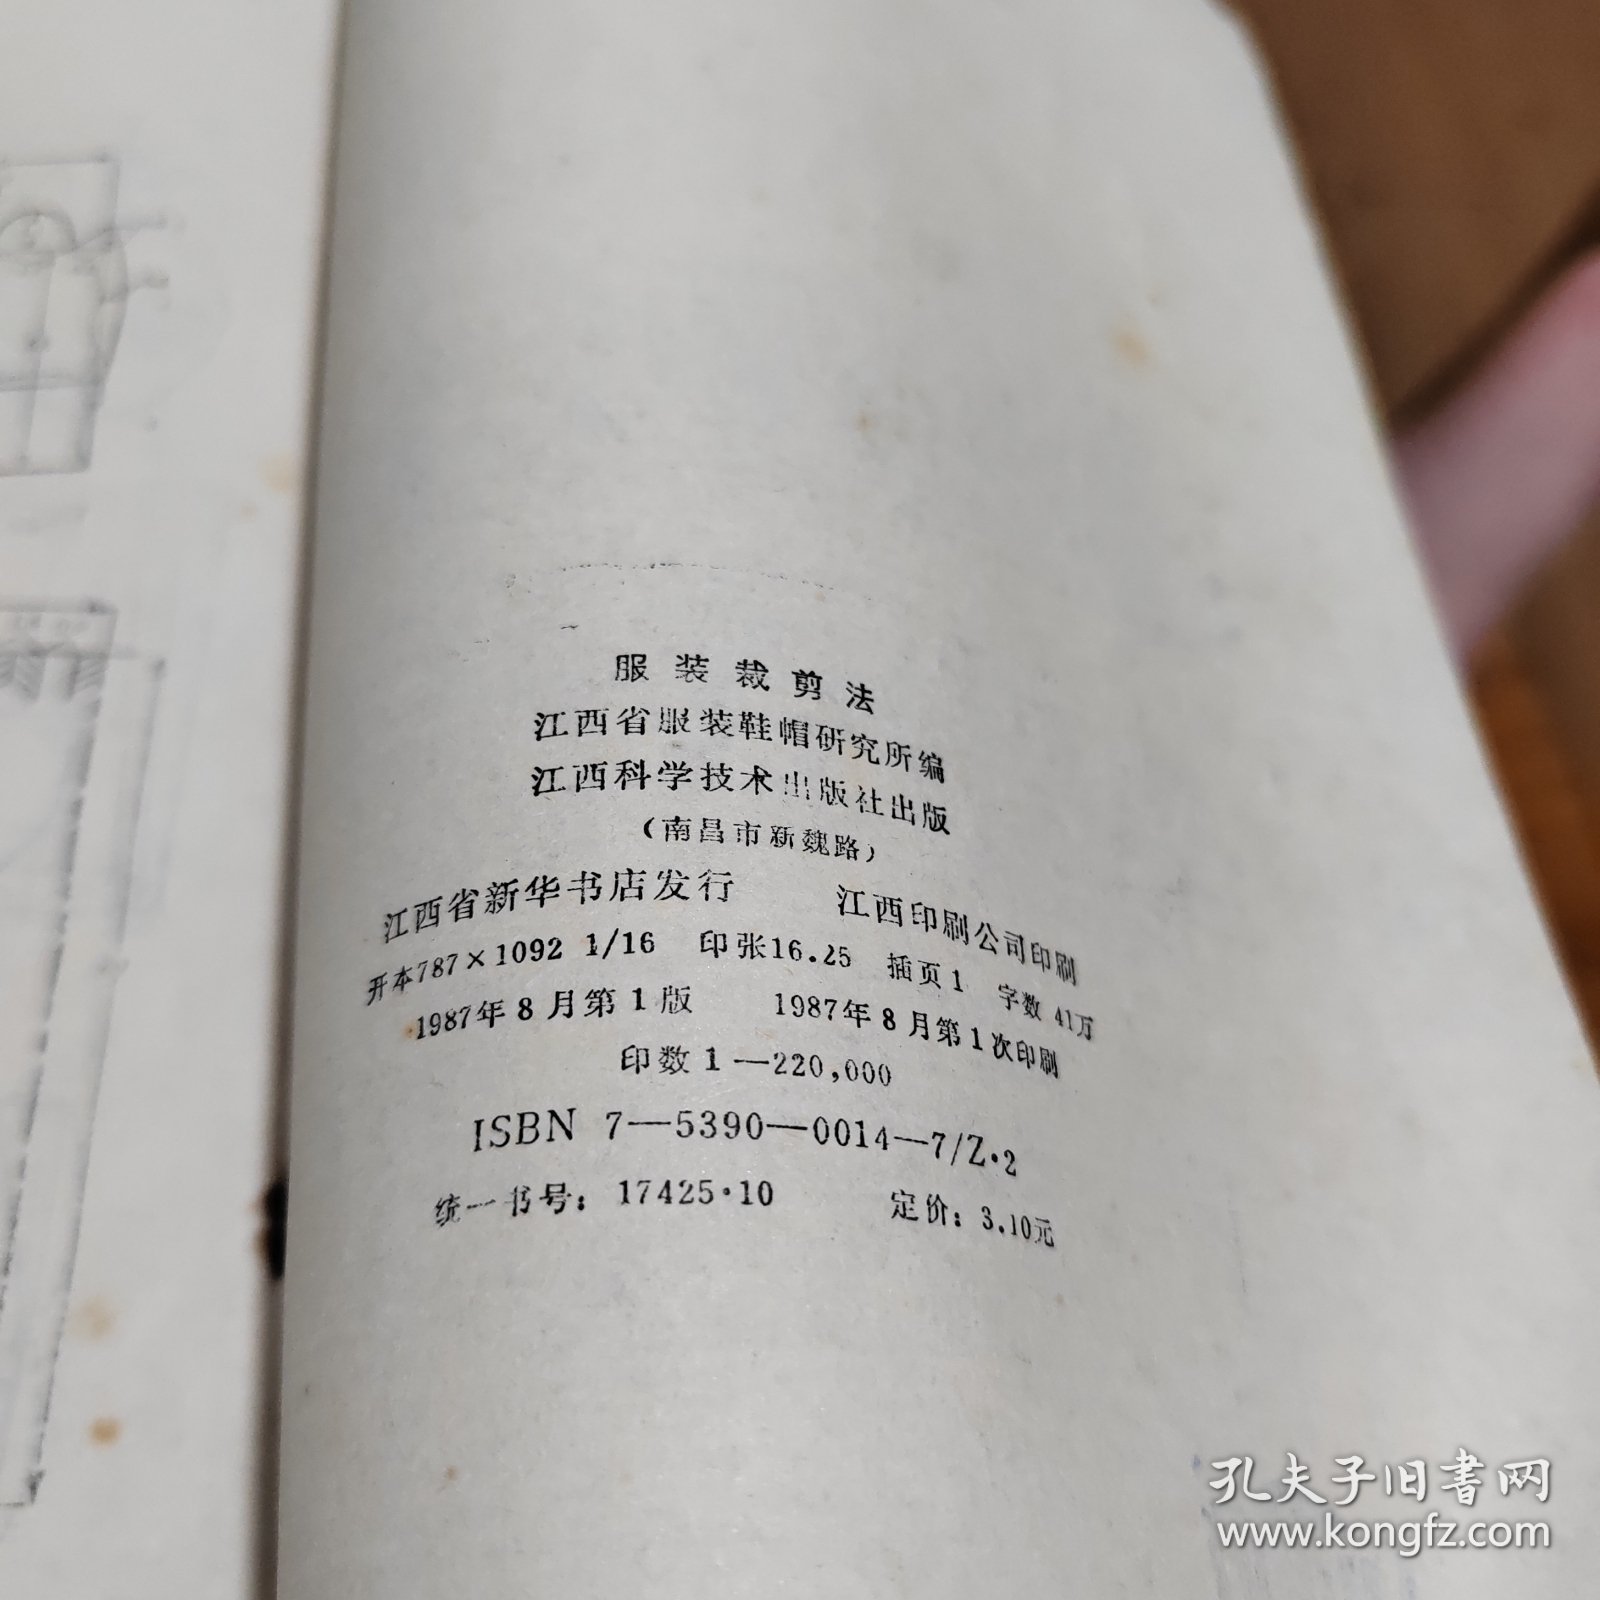 服装裁剪法
江西省服装鞋帽研究所编
江西科学技术出版社出版
（南昌市新魏路）
江西省新华书店发行 江西印刷公司印刷
开本787×1092 1/16 印张16.25 插页1 字数 41万
1987年8月第1版 1987年8月第1次印刷
印数1—220,000
ISBN 7—5390—0014—7/Z·2
统一书号：17425·10 定价：3.10元
孔夫子旧书网
www.kongfz.com